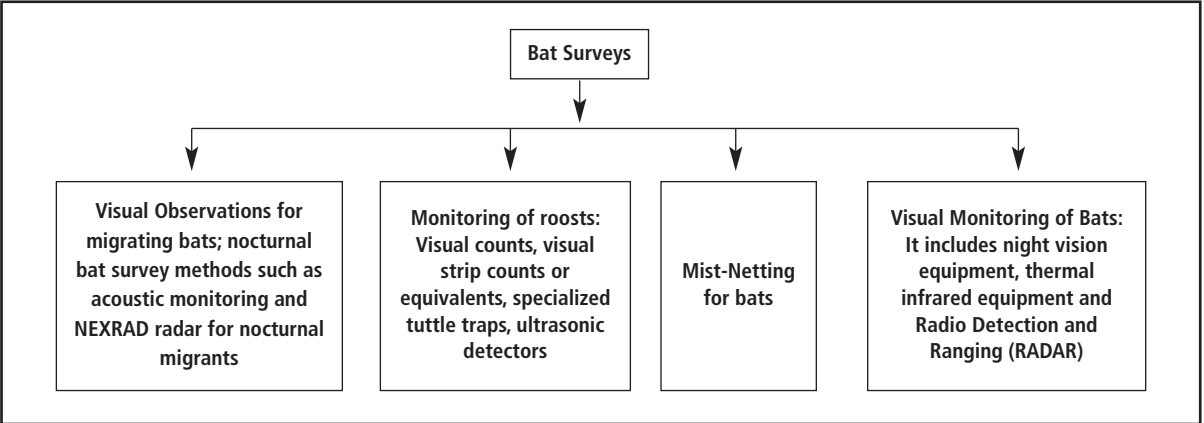 Bat Surveys
Visual Observations for
migrating bats; nocturnal
bat survey methods such as
acoustic monitoring and
NEXRAD radar for nocturnal
migrants
Monitoring of roosts:
Visual counts, visual
strip counts or
equivalents, specialized
tuttle traps, ultrasonic
detectors
Mist-Netting
for bats
Visual Monitoring of Bats:
It includes night vision
equipment, thermal
infrared equipment and
Radio Detection and
Ranging (RADAR)